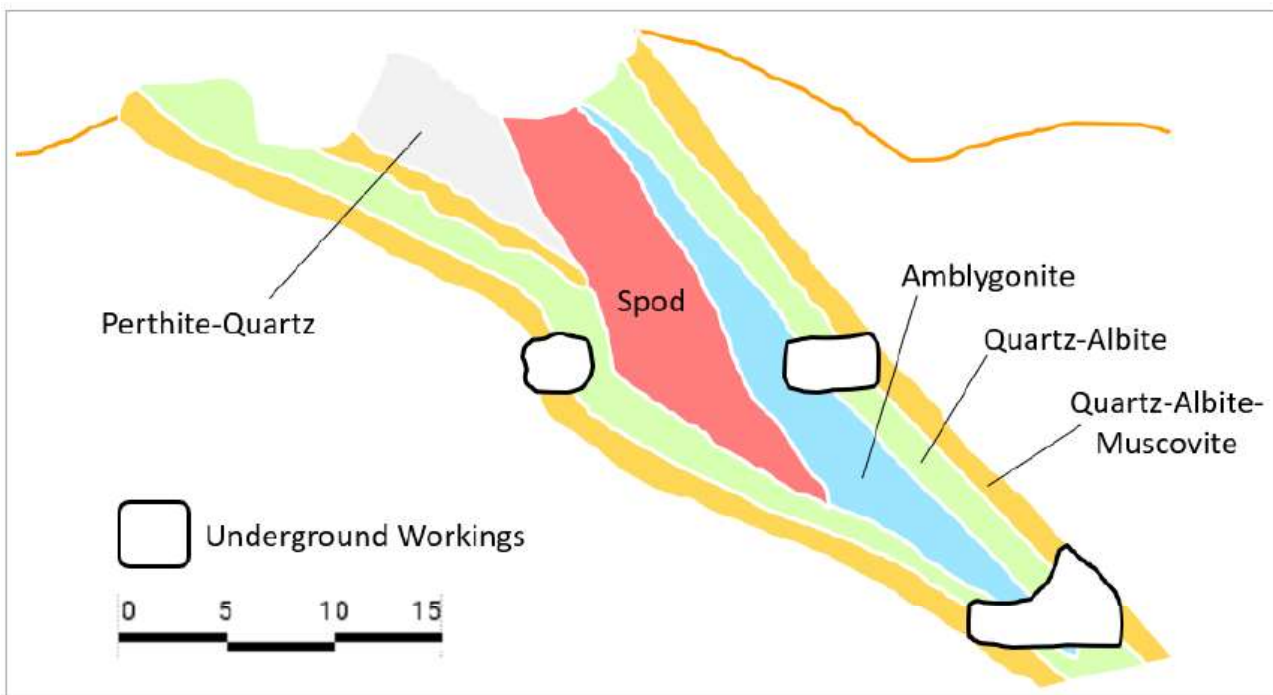 Amblygonite
Spod
Perthite-Quartz
Quartz-Albite
Quartz-Albite-
Muscovite
Underground Workings
0 5 10 15